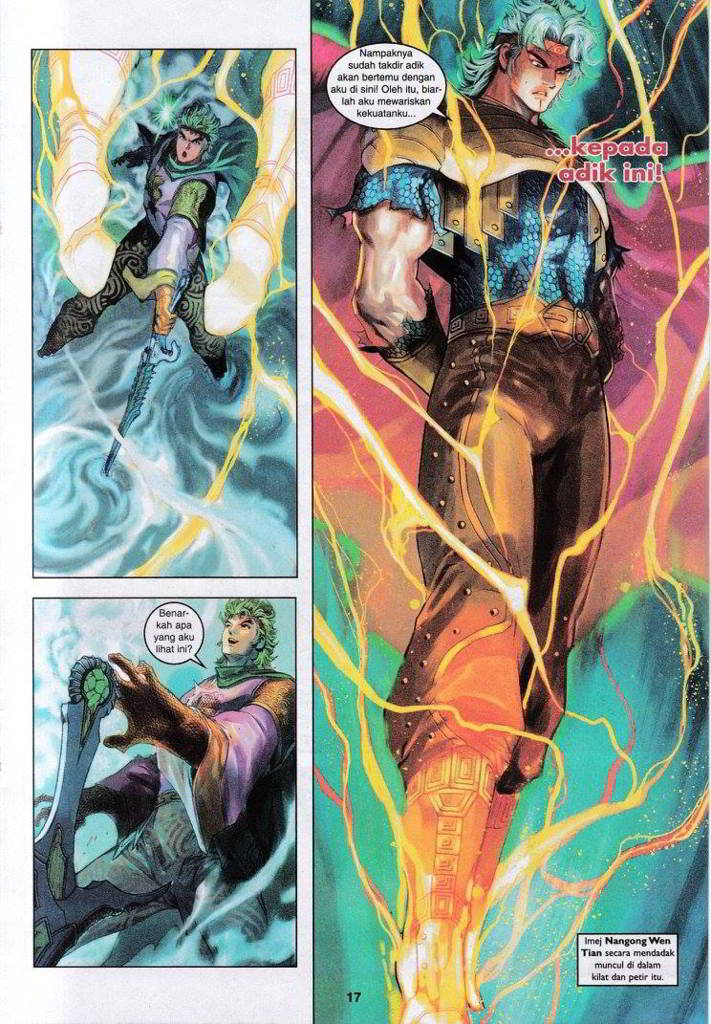 Benar-
kah apa
yang aku
lihat ini?
Nampaknya
sudah takdir adik
akan bertemu dengan
aku di sini! Oleh itu, biar-
lah aku mewariskan
kekuatanku...
...kepada
adik ini!
Imej Nangong Wen
Tian secara mendadak
muncul di dalam
kilat dan petir itu.
17